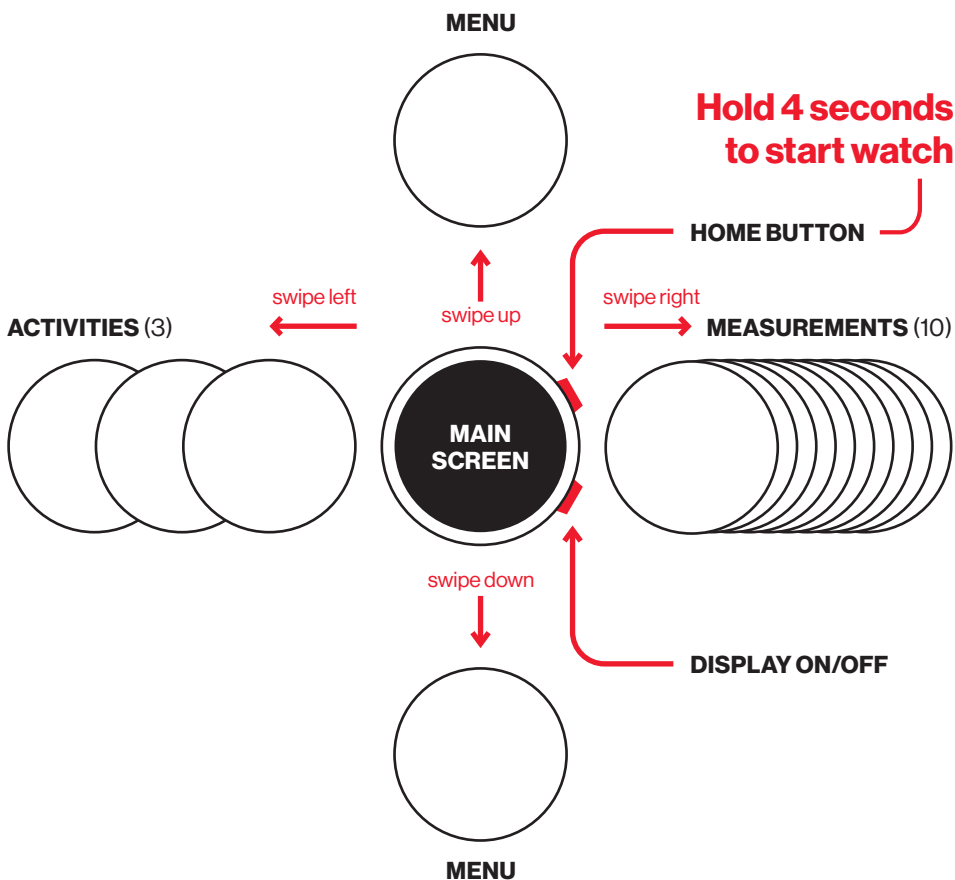 MENU
Hold 4 seconds
to start watch
HOME BUTTON
swipe left
swipe up
swipe right
ACTIVITIES (3)
MEASUREMENTS (10)
MAIN
SCREEN
swipe down
DISPLAY ON/OFF
MENU